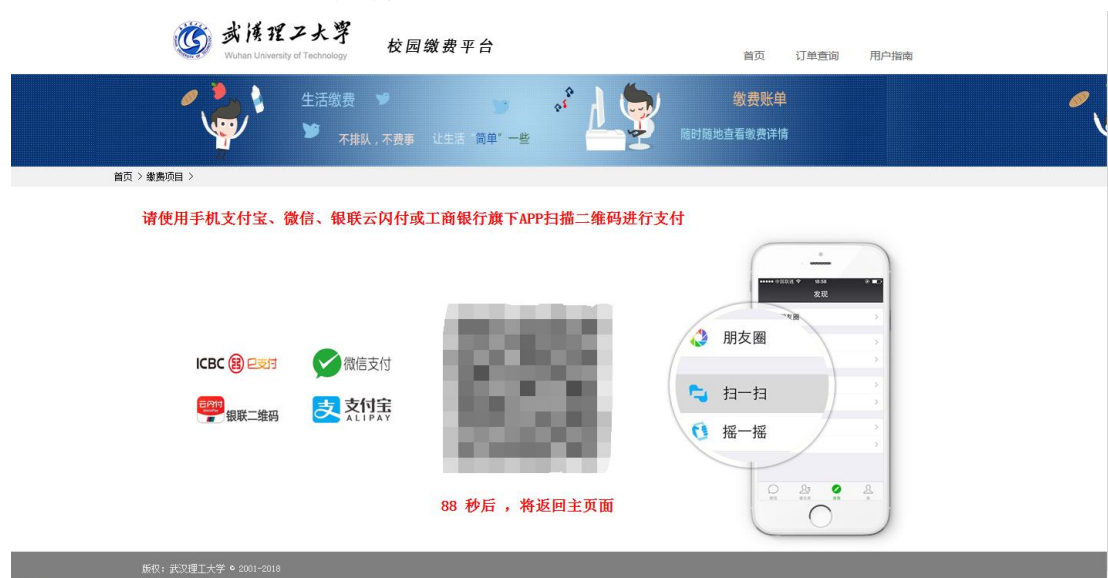 武汉理工大学
Wuhan University of Technology
校园缴费平台
首页 订单查询 用户指南
生活缴费
不排队，不费事 让生活“简单”一些
缴费账单
随时随地查看缴费详情
首页 > 缴费项目 >
请使用手机支付宝、微信、银联云闪付或工商银行旗下APP扫描二维码进行支付
中国联通
发现
朋友圈
扫一扫
摇一摇
ICBC e支付
微信支付
云闪付
银联二维码
支 支付宝
ALIPAY
88 秒后 ，将返回主页面
版权：武汉理工大学 © 2001-2018